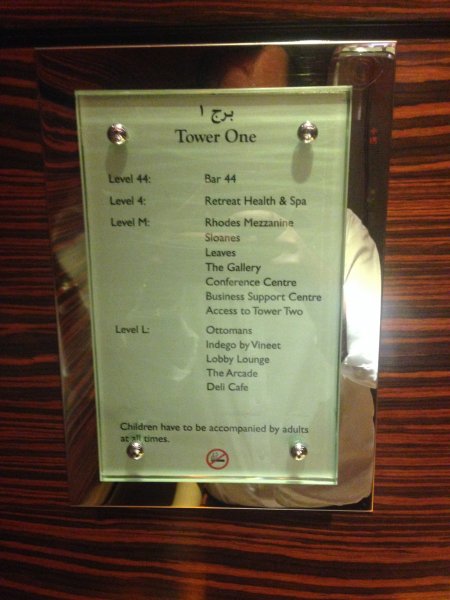 برج ١
Tower One
Level 44: Bar 44
Level 4: Retreat Health & Spa
Level M: Rhodes Mezzanine
Sloanes
Leaves
The Gallery
Conference Centre
Business Support Centre
Access to Tower Two
Level L: Ottomans
Indego by Vineet
Lobby Lounge
The Arcade
Deli Cafe
Children have to be accompanied by adults
at all times.